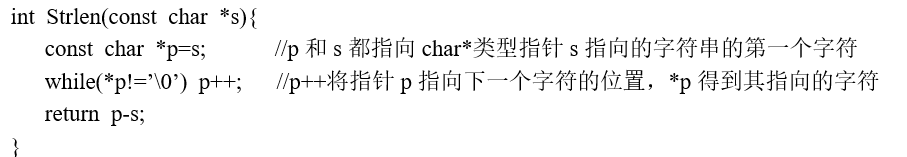 int Strlen(const char *s){
const char *p=s; //p 和 s 都指向 char*类型指针 s 指向的字符串的第一个字符
while(*p!=’\0’) p++; //p++将指针 p 指向下一个字符的位置，*p 得到其指向的字符
return p-s;
}